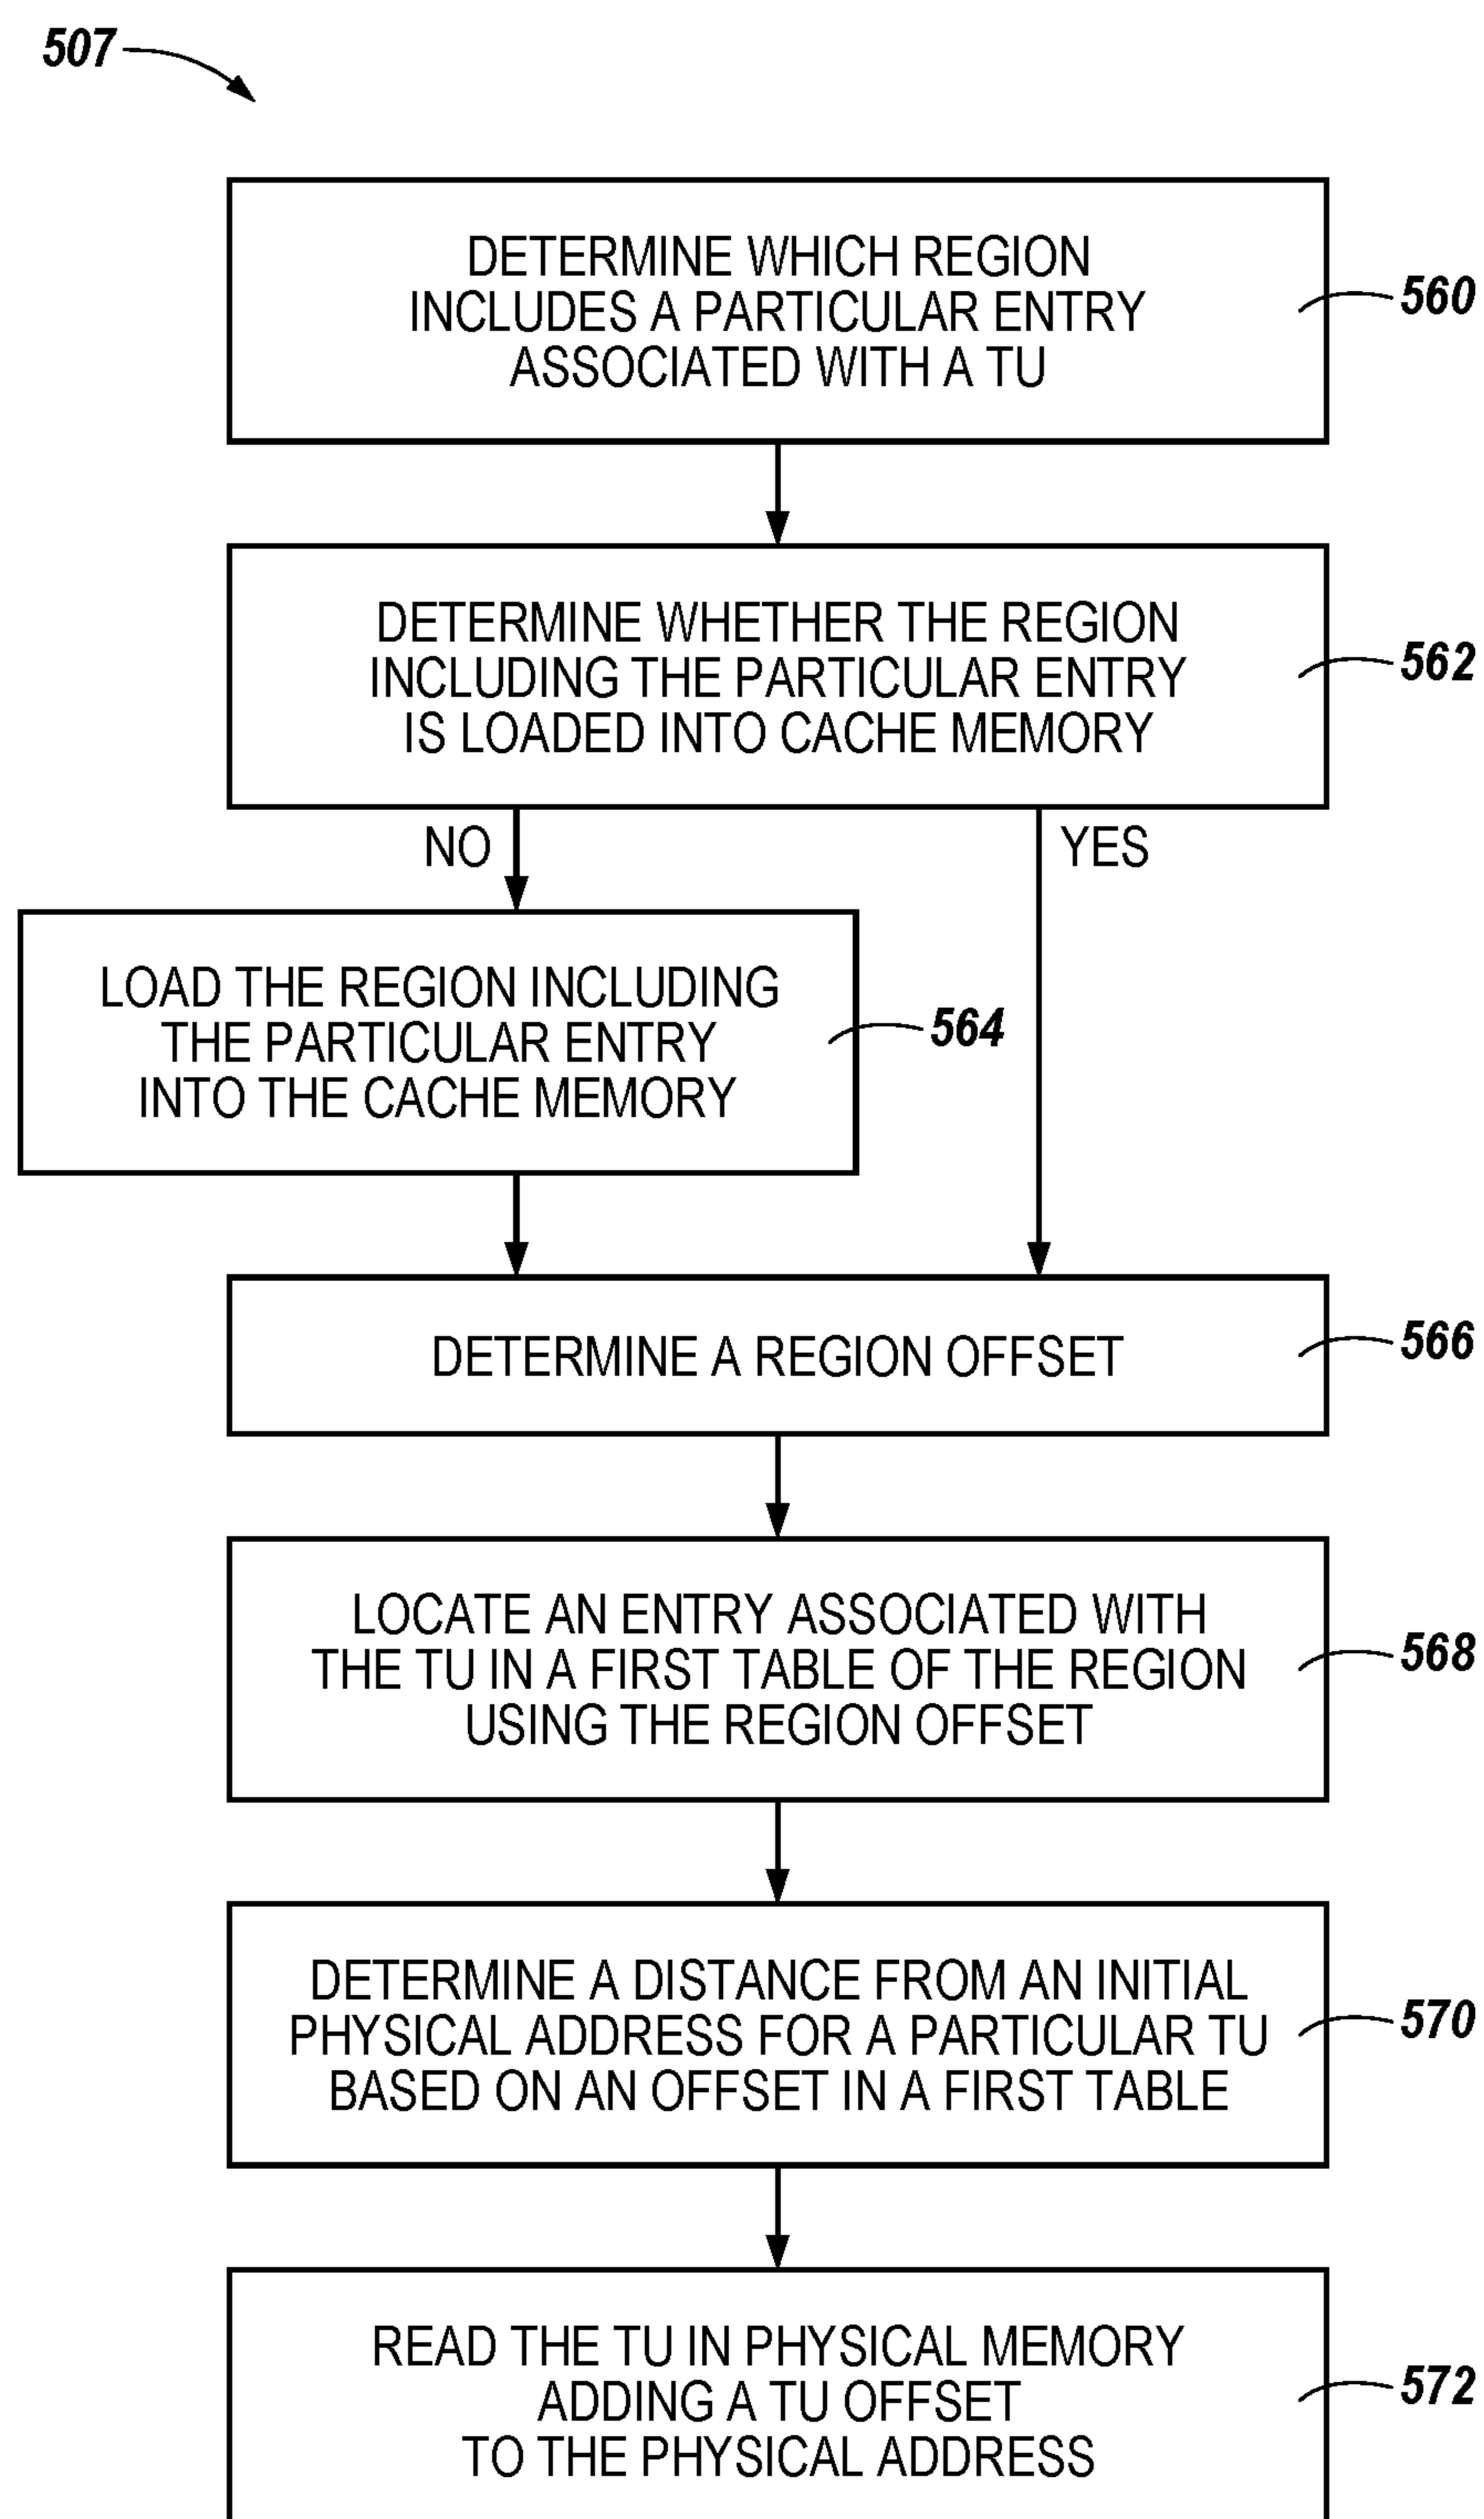 507
DETERMINE WHICH REGION
INCLUDES A PARTICULAR ENTRY
ASSOCIATED WITH A TU
560
DETERMINE WHETHER THE REGION
INCLUDING THE PARTICULAR ENTRY
IS LOADED INTO CACHE MEMORY
562
NO
YES
LOAD THE REGION INCLUDING
THE PARTICULAR ENTRY
INTO THE CACHE MEMORY
564
DETERMINE A REGION OFFSET
566
LOCATE AN ENTRY ASSOCIATED WITH
THE TU IN A FIRST TABLE OF THE REGION
USING THE REGION OFFSET
568
DETERMINE A DISTANCE FROM AN INITIAL
PHYSICAL ADDRESS FOR A PARTICULAR TU
BASED ON AN OFFSET IN A FIRST TABLE
570
READ THE TU IN PHYSICAL MEMORY
ADDING A TU OFFSET
TO THE PHYSICAL ADDRESS
572